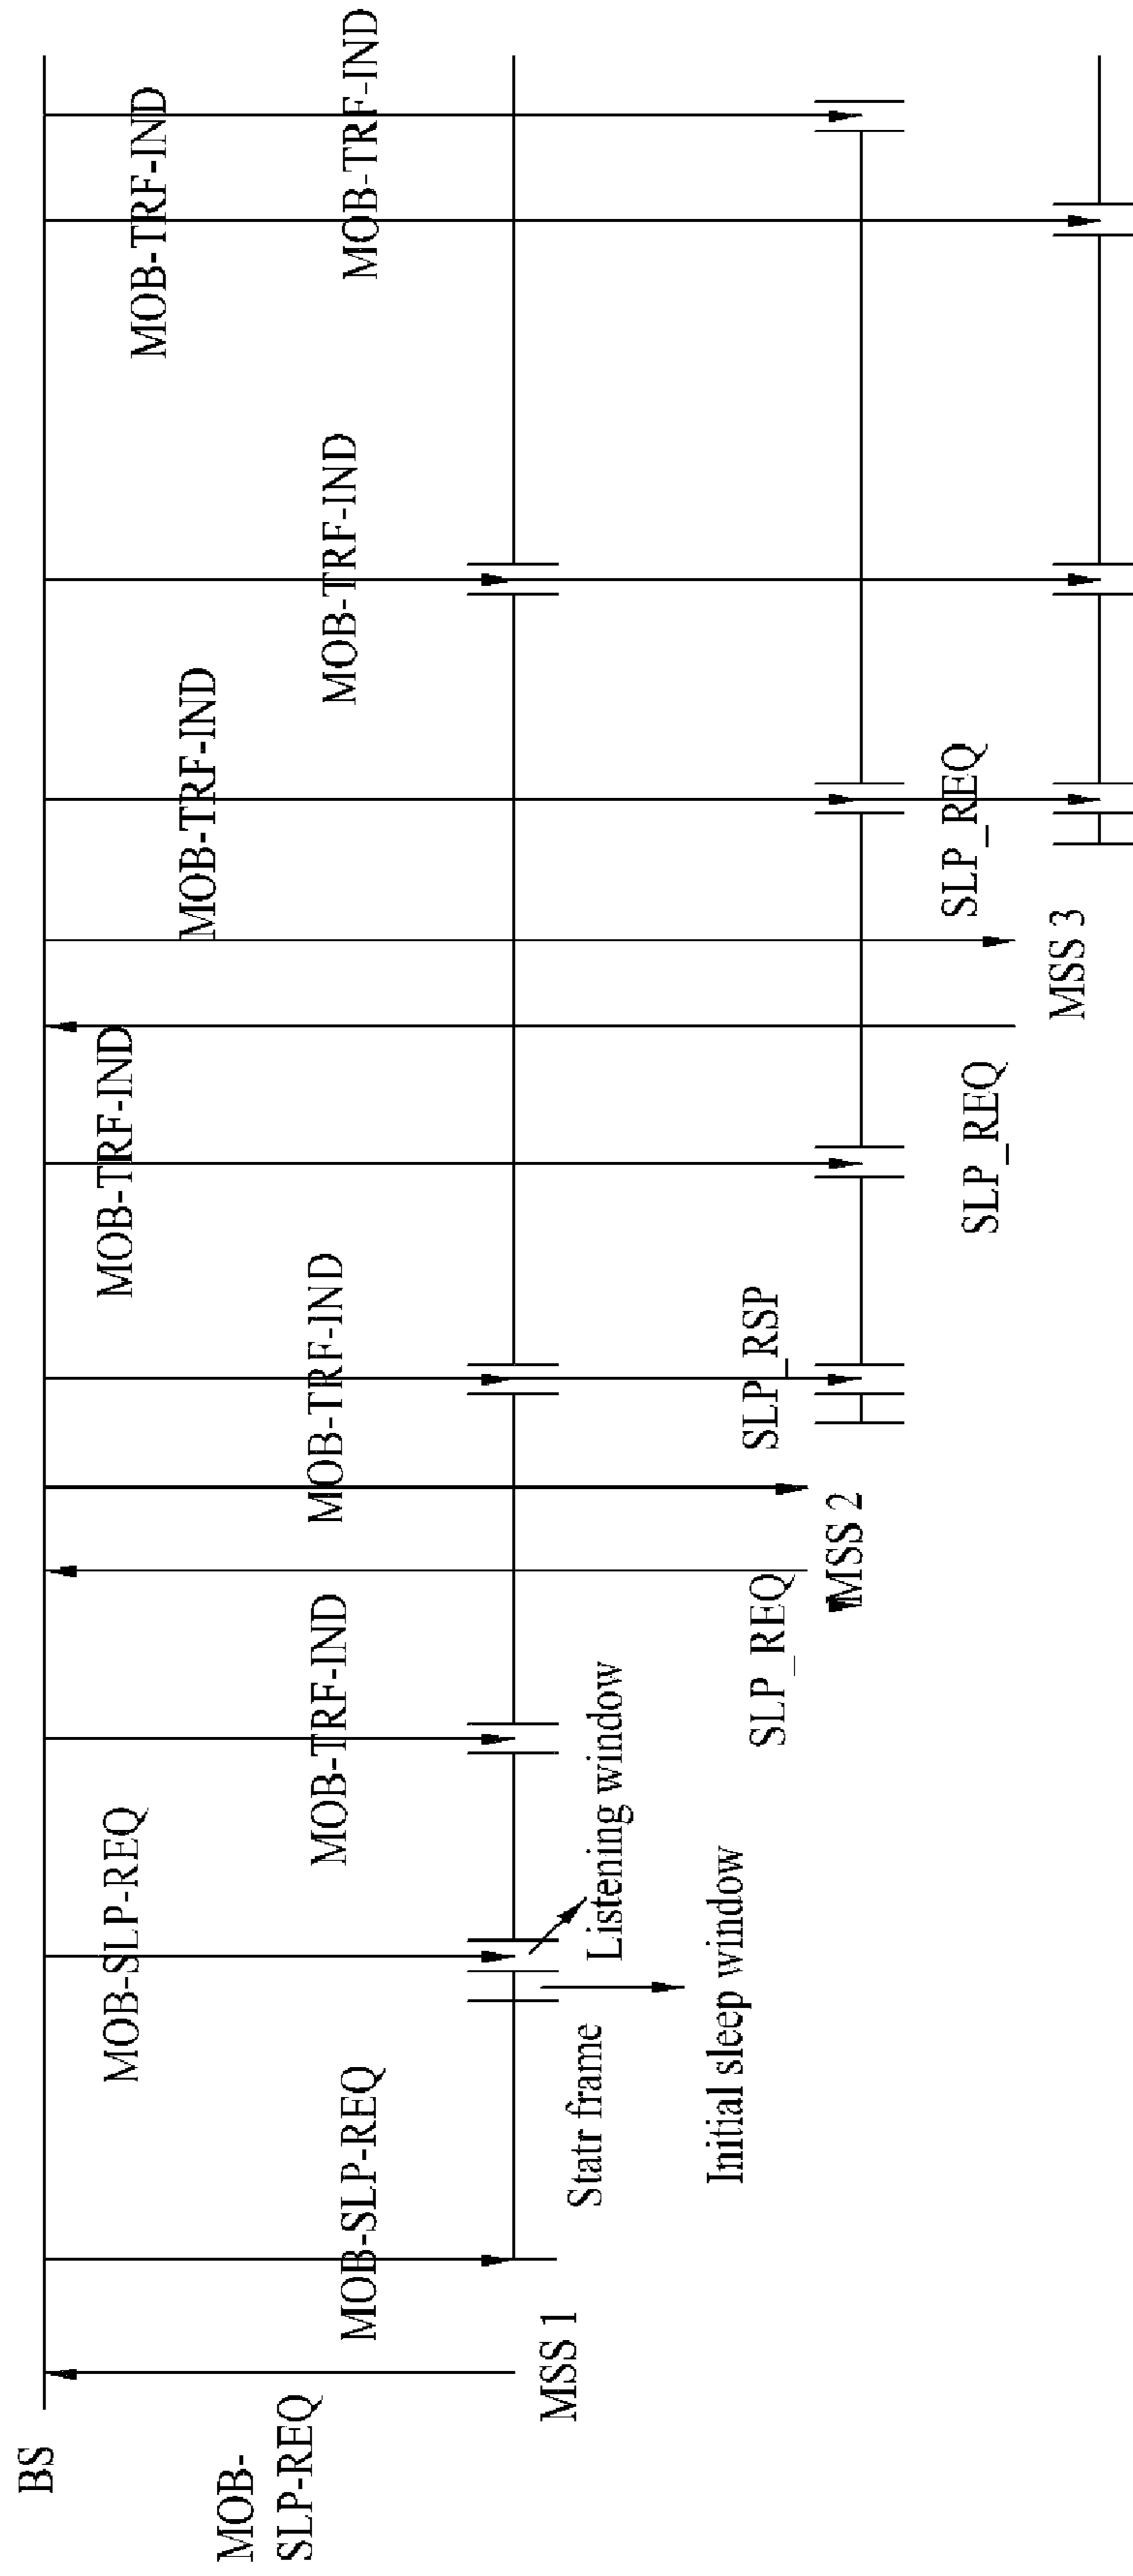 BS
MOB-
SLP-REQ
MSS 1
MOB-SLP-REQ
Statr frame
Initial sleep window
MOB-SLP-REQ
Listening window
MOB-TRF-IND
SLP_REQ
MSS 2
MOB-TRF-IND
SLP_RSP
MOB-TRF-IND
SLP_REQ
MSS 3
SLP_REQ
MOB-TRF-IND
MOB-TRF-IND
MOB-TRF-IND
MOB-TRF-IND